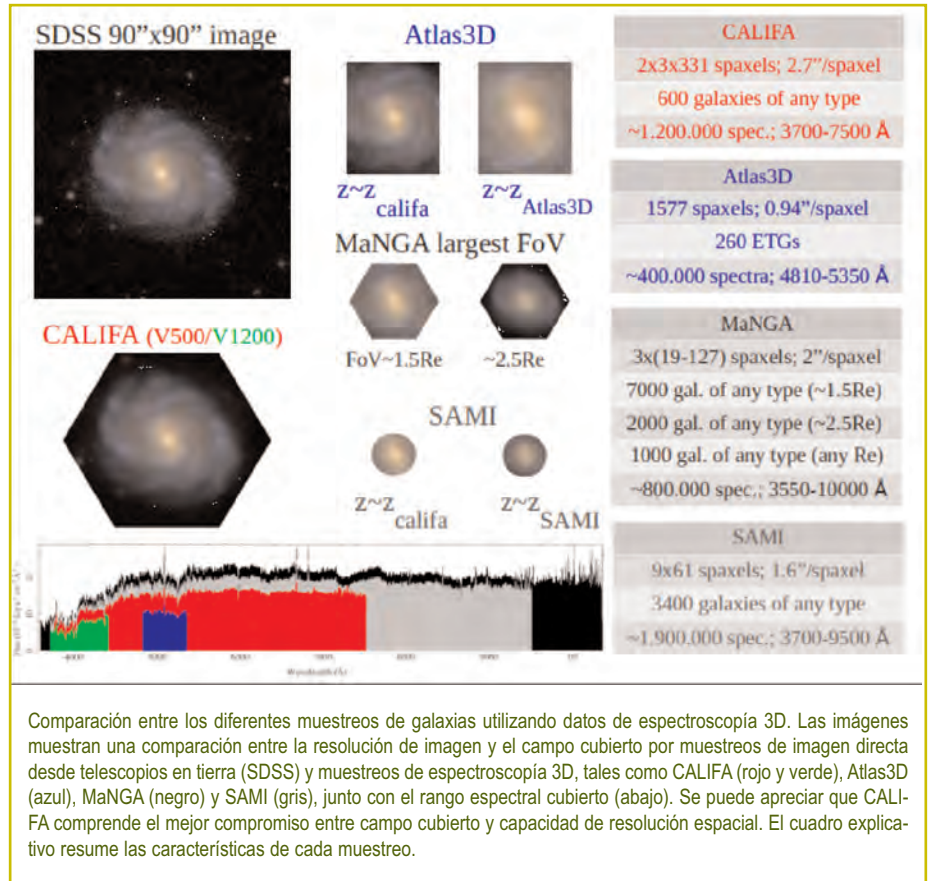 SDSS 90”x90” image
Atlas3D
z~z califa
z~z Atlas3D
MaNGA largest FoV
FoV~1.5Re
~2.5Re
CALIFA (V500/V1200)
SAMI
z~z califa
z~z SAMI
4000
5000
6000
7000
8000
9000
Wavelength (Å)
CALIFA
2x3x331 spaxels; 2.7”/spaxel
600 galaxies of any type
~1.200.000 spec.; 3700-7500 Å
Atlas3D
1577 spaxels; 0.94”/spaxel
260 ETGs
~400.000 spectra; 4810-5350 Å
MaNGA
3x(19-127) spaxels; 2”/spaxel
7000 gal. of any type (~1.5Re)
2000 gal. of any type (~2.5Re)
1000 gal. of any type (any Re)
~800.000 spec.; 3550-10000 Å
SAMI
9x61 spaxels; 1.6”/spaxel
3400 galaxies of any type
~1.900.000 spec.; 3700-9500 Å
Comparación entre los diferentes muestreos de galaxias utilizando datos de espectroscopía 3D. Las imágenes
muestran una comparación entre la resolución de imagen y el campo cubierto por muestreos de imagen directa
desde telescopios en tierra (SDSS) y muestreos de espectroscopía 3D, tales como CALIFA (rojo y verde), Atlas3D
(azul), MaNGA (negro) y SAMI (gris), junto con el rango espectral cubierto (abajo). Se puede apreciar que CALI-
FA comprende el mejor compromiso entre campo cubierto y capacidad de resolución espacial. El cuadro explica-
tivo resume las características de cada muestreo.